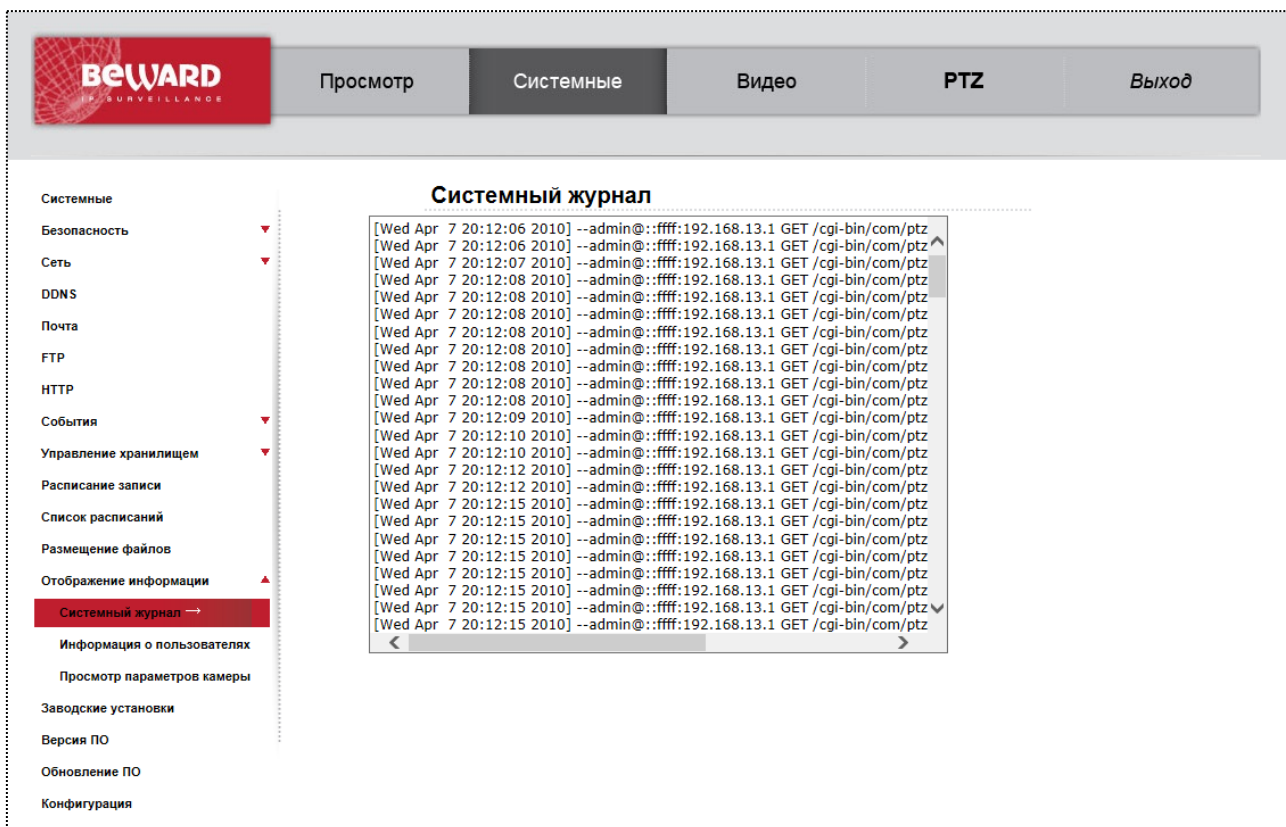 BEWARD
IP SURVEILLANCE
Просмотр
Системные
Видео
PTZ
Выход
Системные
Безопасность
Сеть
DDNS
Почта
FTP
HTTP
События
Управление хранилищем
Расписание записи
Список расписаний
Размещение файлов
Отображение информации
Системный журнал →
Информация о пользователях
Просмотр параметров камеры
Заводские установки
Версия ПО
Обновление ПО
Конфигурация
Системный журнал
[Wed Apr 7 20:12:06 2010] --admin@::ffff:192.168.13.1 GET /cgi-bin/com/ptz
[Wed Apr 7 20:12:06 2010] --admin@::ffff:192.168.13.1 GET /cgi-bin/com/ptz
[Wed Apr 7 20:12:07 2010] --admin@::ffff:192.168.13.1 GET /cgi-bin/com/ptz
[Wed Apr 7 20:12:08 2010] --admin@::ffff:192.168.13.1 GET /cgi-bin/com/ptz
[Wed Apr 7 20:12:08 2010] --admin@::ffff:192.168.13.1 GET /cgi-bin/com/ptz
[Wed Apr 7 20:12:08 2010] --admin@::ffff:192.168.13.1 GET /cgi-bin/com/ptz
[Wed Apr 7 20:12:08 2010] --admin@::ffff:192.168.13.1 GET /cgi-bin/com/ptz
[Wed Apr 7 20:12:08 2010] --admin@::ffff:192.168.13.1 GET /cgi-bin/com/ptz
[Wed Apr 7 20:12:08 2010] --admin@::ffff:192.168.13.1 GET /cgi-bin/com/ptz
[Wed Apr 7 20:12:08 2010] --admin@::ffff:192.168.13.1 GET /cgi-bin/com/ptz
[Wed Apr 7 20:12:08 2010] --admin@::ffff:192.168.13.1 GET /cgi-bin/com/ptz
[Wed Apr 7 20:12:09 2010] --admin@::ffff:192.168.13.1 GET /cgi-bin/com/ptz
[Wed Apr 7 20:12:10 2010] --admin@::ffff:192.168.13.1 GET /cgi-bin/com/ptz
[Wed Apr 7 20:12:10 2010] --admin@::ffff:192.168.13.1 GET /cgi-bin/com/ptz
[Wed Apr 7 20:12:12 2010] --admin@::ffff:192.168.13.1 GET /cgi-bin/com/ptz
[Wed Apr 7 20:12:12 2010] --admin@::ffff:192.168.13.1 GET /cgi-bin/com/ptz
[Wed Apr 7 20:12:15 2010] --admin@::ffff:192.168.13.1 GET /cgi-bin/com/ptz
[Wed Apr 7 20:12:15 2010] --admin@::ffff:192.168.13.1 GET /cgi-bin/com/ptz
[Wed Apr 7 20:12:15 2010] --admin@::ffff:192.168.13.1 GET /cgi-bin/com/ptz
[Wed Apr 7 20:12:15 2010] --admin@::ffff:192.168.13.1 GET /cgi-bin/com/ptz
[Wed Apr 7 20:12:15 2010] --admin@::ffff:192.168.13.1 GET /cgi-bin/com/ptz
[Wed Apr 7 20:12:15 2010] --admin@::ffff:192.168.13.1 GET /cgi-bin/com/ptz
[Wed Apr 7 20:12:15 2010] --admin@::ffff:192.168.13.1 GET /cgi-bin/com/ptz
[Wed Apr 7 20:12:15 2010] --admin@::ffff:192.168.13.1 GET /cgi-bin/com/ptz